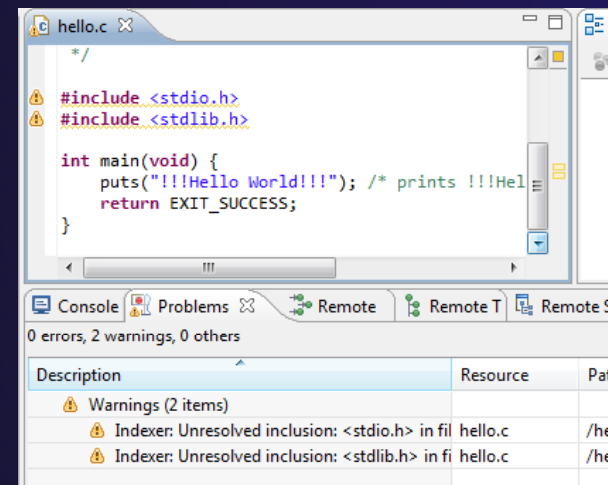 hello.c
*/
#include <stdio.h>
#include <stdlib.h>
int main(void) {
puts("!!!Hello World!!!"); /* prints !!!Hel
return EXIT_SUCCESS;
}
Console Problems Remote Remote T Remote S
0 errors, 2 warnings, 0 others
Description Resource Pat
Warnings (2 items)
Indexer: Unresolved inclusion: <stdio.h> in fil hello.c /he
Indexer: Unresolved inclusion: <stdlib.h> in fi hello.c /he